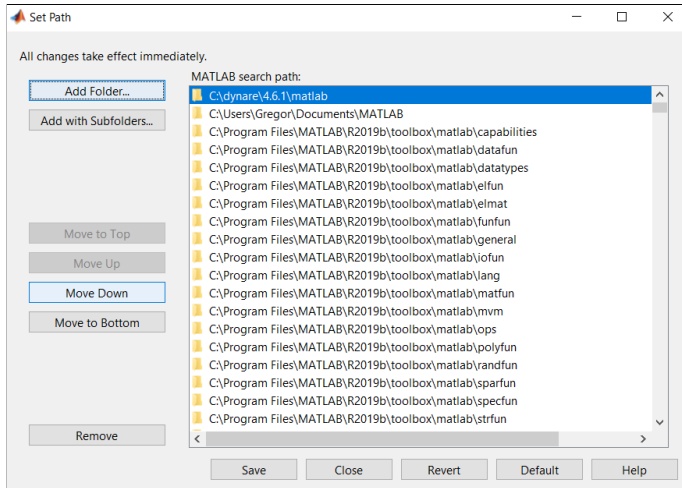 Set Path
All changes take effect immediately.
MATLAB search path:
Add Folder...
Add with Subfolders...
Move to Top
Move Up
Move Down
Move to Bottom
Remove
C:\dynare\4.6.1\matlab
C:\Users\Gregor\Documents\MATLAB
C:\Program Files\MATLAB\R2019b\toolbox\matlab\capabilities
C:\Program Files\MATLAB\R2019b\toolbox\matlab\datafun
C:\Program Files\MATLAB\R2019b\toolbox\matlab\datatypes
C:\Program Files\MATLAB\R2019b\toolbox\matlab\elfun
C:\Program Files\MATLAB\R2019b\toolbox\matlab\elmat
C:\Program Files\MATLAB\R2019b\toolbox\matlab\funfun
C:\Program Files\MATLAB\R2019b\toolbox\matlab\general
C:\Program Files\MATLAB\R2019b\toolbox\matlab\iofun
C:\Program Files\MATLAB\R2019b\toolbox\matlab\lang
C:\Program Files\MATLAB\R2019b\toolbox\matlab\matfun
C:\Program Files\MATLAB\R2019b\toolbox\matlab\mvm
C:\Program Files\MATLAB\R2019b\toolbox\matlab\ops
C:\Program Files\MATLAB\R2019b\toolbox\matlab\polyfun
C:\Program Files\MATLAB\R2019b\toolbox\matlab\randfun
C:\Program Files\MATLAB\R2019b\toolbox\matlab\sparfun
C:\Program Files\MATLAB\R2019b\toolbox\matlab\specfun
C:\Program Files\MATLAB\R2019b\toolbox\matlab\strfun
Save Close Revert Default Help